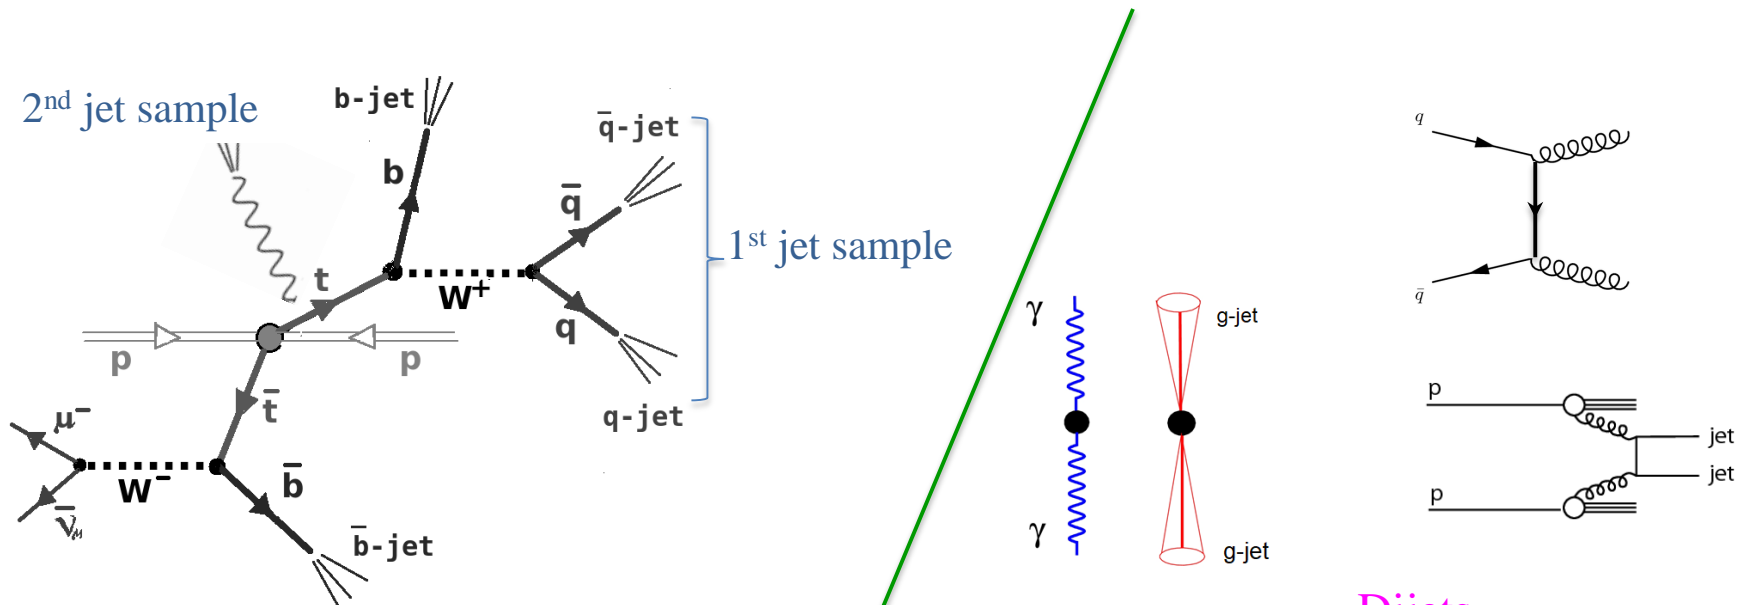 2nd jet sample
b-jet
q̅-jet
b
q̅
1st jet sample
t
W+
q
p
p
q-jet
t̅
μ−
W−
ν̅μ
b̅
b̅-jet
γ
g-jet
γ
g-jet
q
q̅
p
jet
jet
p